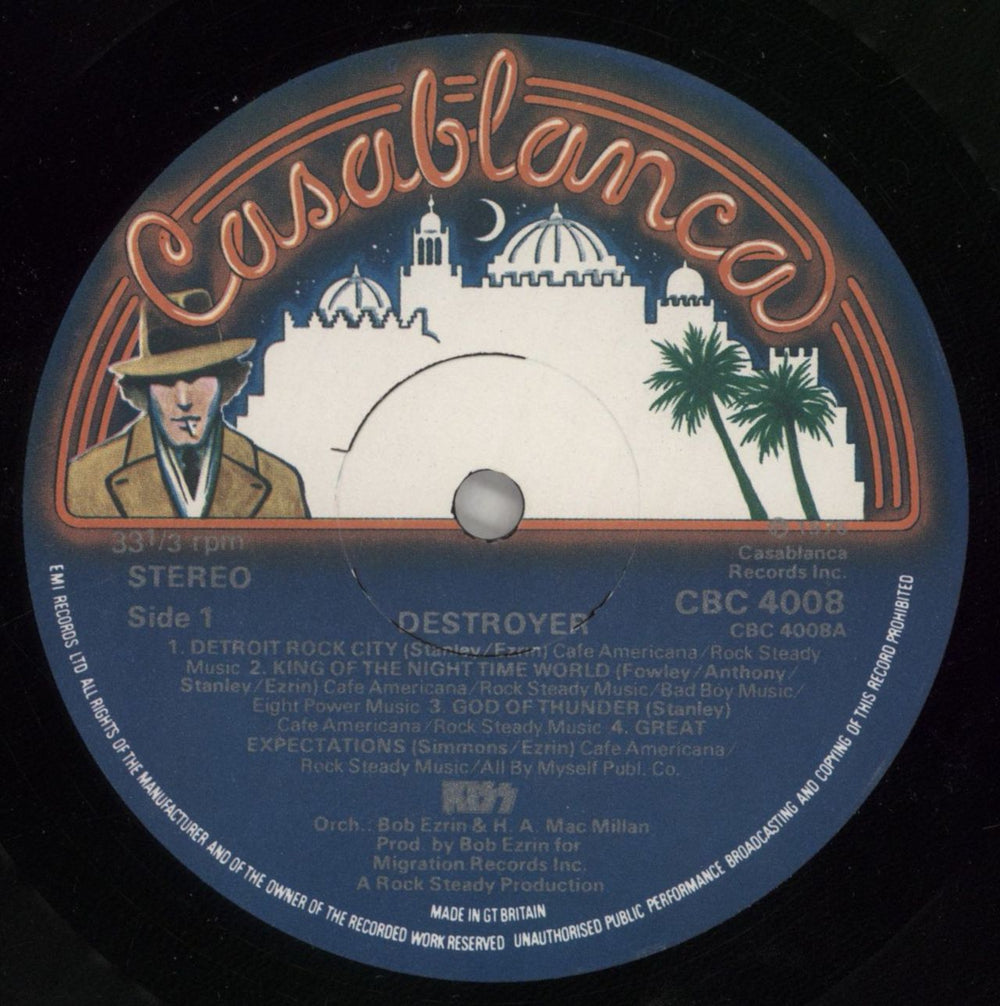 Casablanca
33 1/3 rpm
STEREO
Side 1
℗ 1976
Casablanca
Records Inc.
CBC 4008
CBC 4008A
DESTROYER
1. DETROIT ROCK CITY (Stanley/Ezrin) Cafe Americana/Rock Steady
Music 2. KING OF THE NIGHT TIME WORLD (Fowley/Anthony/
Stanley/Ezrin) Cafe Americana/Rock Steady Music/Bad Boy Music/
Eight Power Music 3. GOD OF THUNDER (Stanley)
Cafe Americana/Rock Steady Music 4. GREAT
EXPECTATIONS (Simmons/Ezrin) Cafe Americana/
Rock Steady Music/All By Myself Publ. Co.
KISS
Orch.: Bob Ezrin & H. A. Mac Millan
Prod. by Bob Ezrin for
Migration Records Inc.
A Rock Steady Production
MADE IN GT BRITAIN
EMI RECORDS LTD ALL RIGHTS OF THE MANUFACTURER AND OF THE OWNER OF THE RECORDED WORK RESERVED UNAUTHORISED PUBLIC PERFORMANCE BROADCASTING AND COPYING OF THIS RECORD PROHIBITED